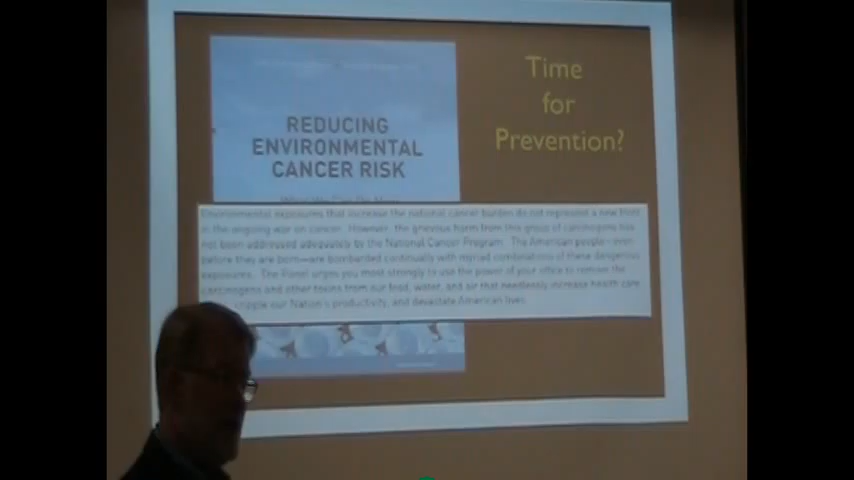 REDUCING
ENVIRONMENTAL
CANCER RISK
What We Can Do Now
Time
for
Prevention?
Environmental exposures that increase the national cancer burden do not represent a new front
in the ongoing war on cancer. However, the grievous harm from this group of carcinogens has
not been addressed adequately by the National Cancer Program. The American people—even
before they are born—are bombarded continually with myriad combinations of these dangerous
exposures. The Panel urges you most strongly to use the power of your office to remove the
carcinogens and other toxins from our food, water, and air that needlessly increase health care
cripple our Nation's productivity, and devastate American lives.